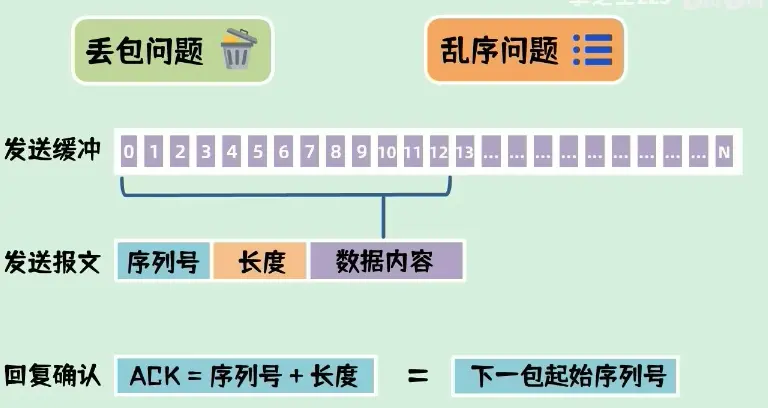 丢包问题
乱序问题
发送缓冲 0 1 2 3 4 5 6 7 8 9 10 11 12 13 ... ... ... ... ... ... ... ... ... N
发送报文 序列号 长度 数据内容
回复确认 ACK = 序列号 + 长度 = 下一包起始序列号